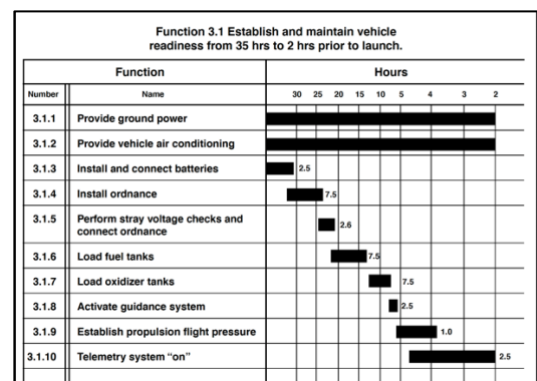 Function 3.1 Establish and maintain vehicle
readiness from 35 hrs to 2 hrs prior to launch.
Function Hours
Number Name 30 25 20 15 10 5 4 3 2
3.1.1 Provide ground power
3.1.2 Provide vehicle air conditioning
3.1.3 Install and connect batteries 2.5
3.1.4 Install ordnance 7.5
3.1.5 Perform stray voltage checks and
connect ordnance 2.6
3.1.6 Load fuel tanks 7.5
3.1.7 Load oxidizer tanks 7.5
3.1.8 Activate guidance system 2.5
3.1.9 Establish propulsion flight pressure 1.0
3.1.10 Telemetry system “on” 2.5